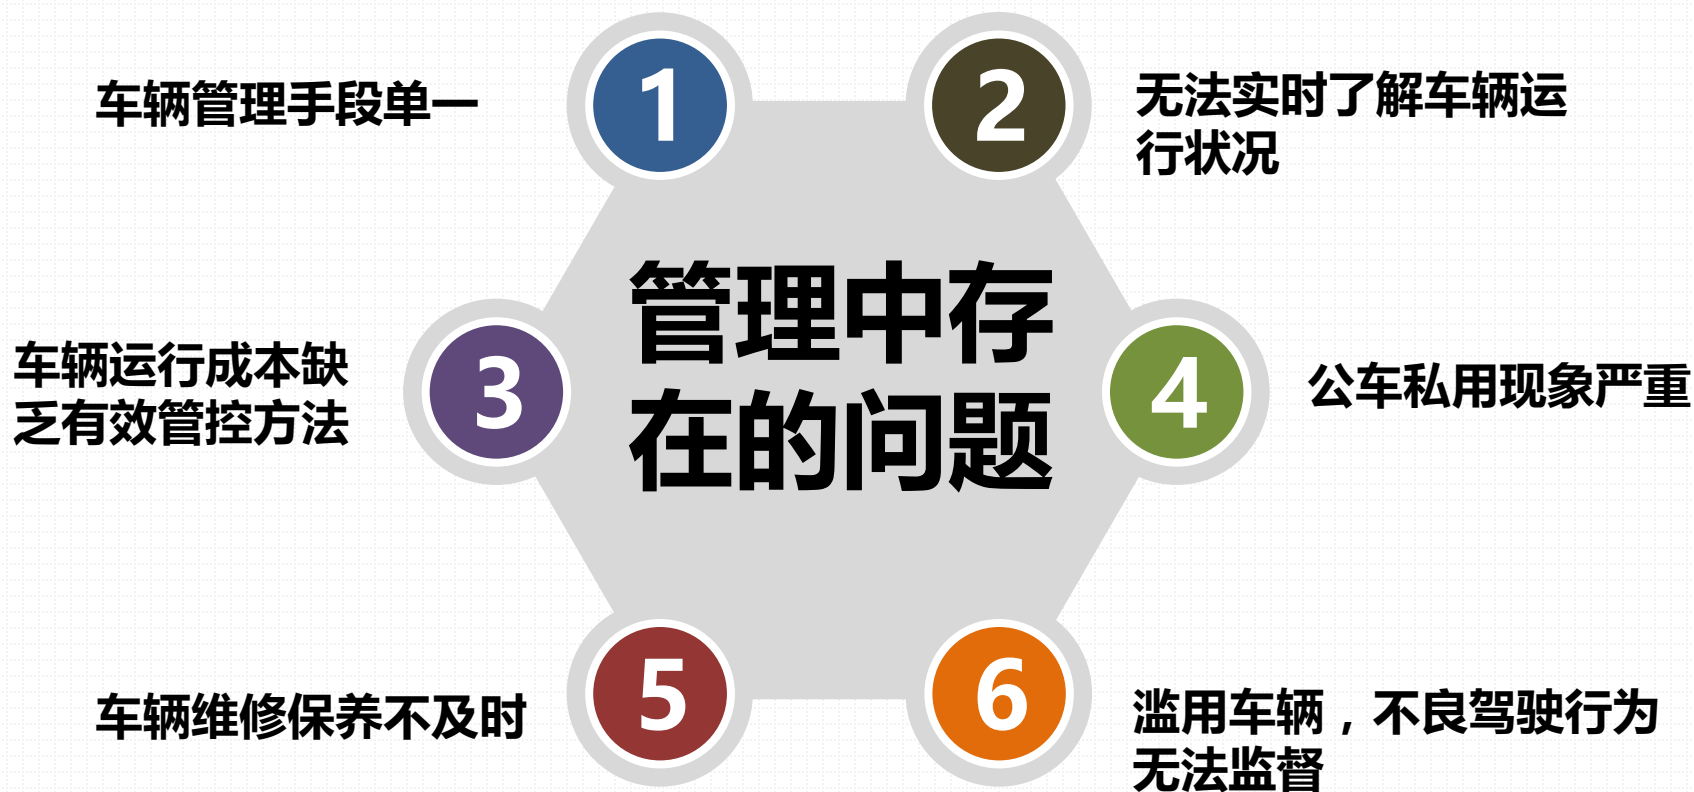 1
车辆管理手段单一
2
无法实时了解车辆运
行状况
管理中存
在的问题
3
车辆运行成本缺
乏有效管控方法
4
公车私用现象严重
5
车辆维修保养不及时
6
滥用车辆，不良驾驶行为
无法监督